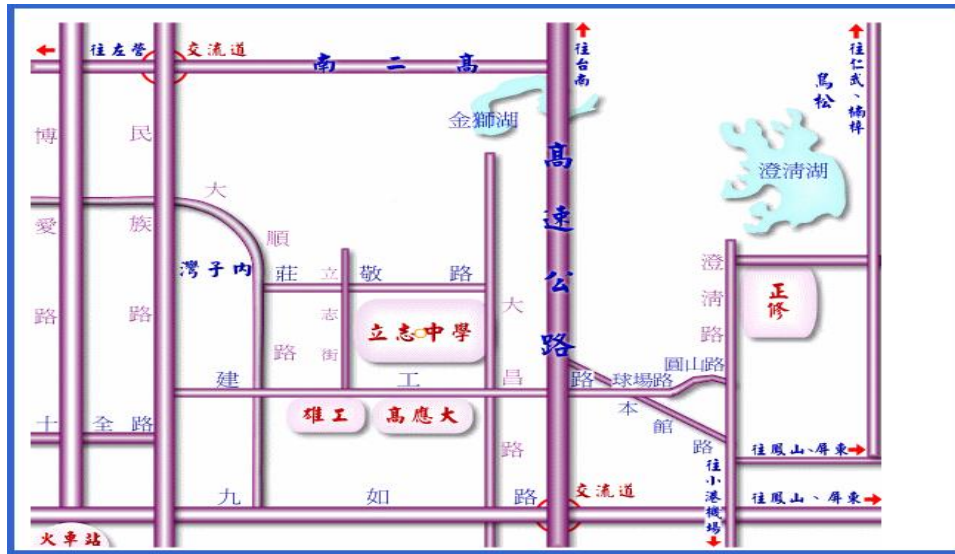 往左營
交流道
南二高
往台南
往仁武、楠梓
鳥松
金獅湖
澄清湖
博愛路
民族路
大順路
高速公路
內子灣
莊敬路
立志街
立志中學
大昌路
澄清路
正修
圓山路
球場路
本館路
建工路
雄工
高應大
十全路
往鳳山、屏東
往小港機場
九如路
交流道
往鳳山、屏東
火車站